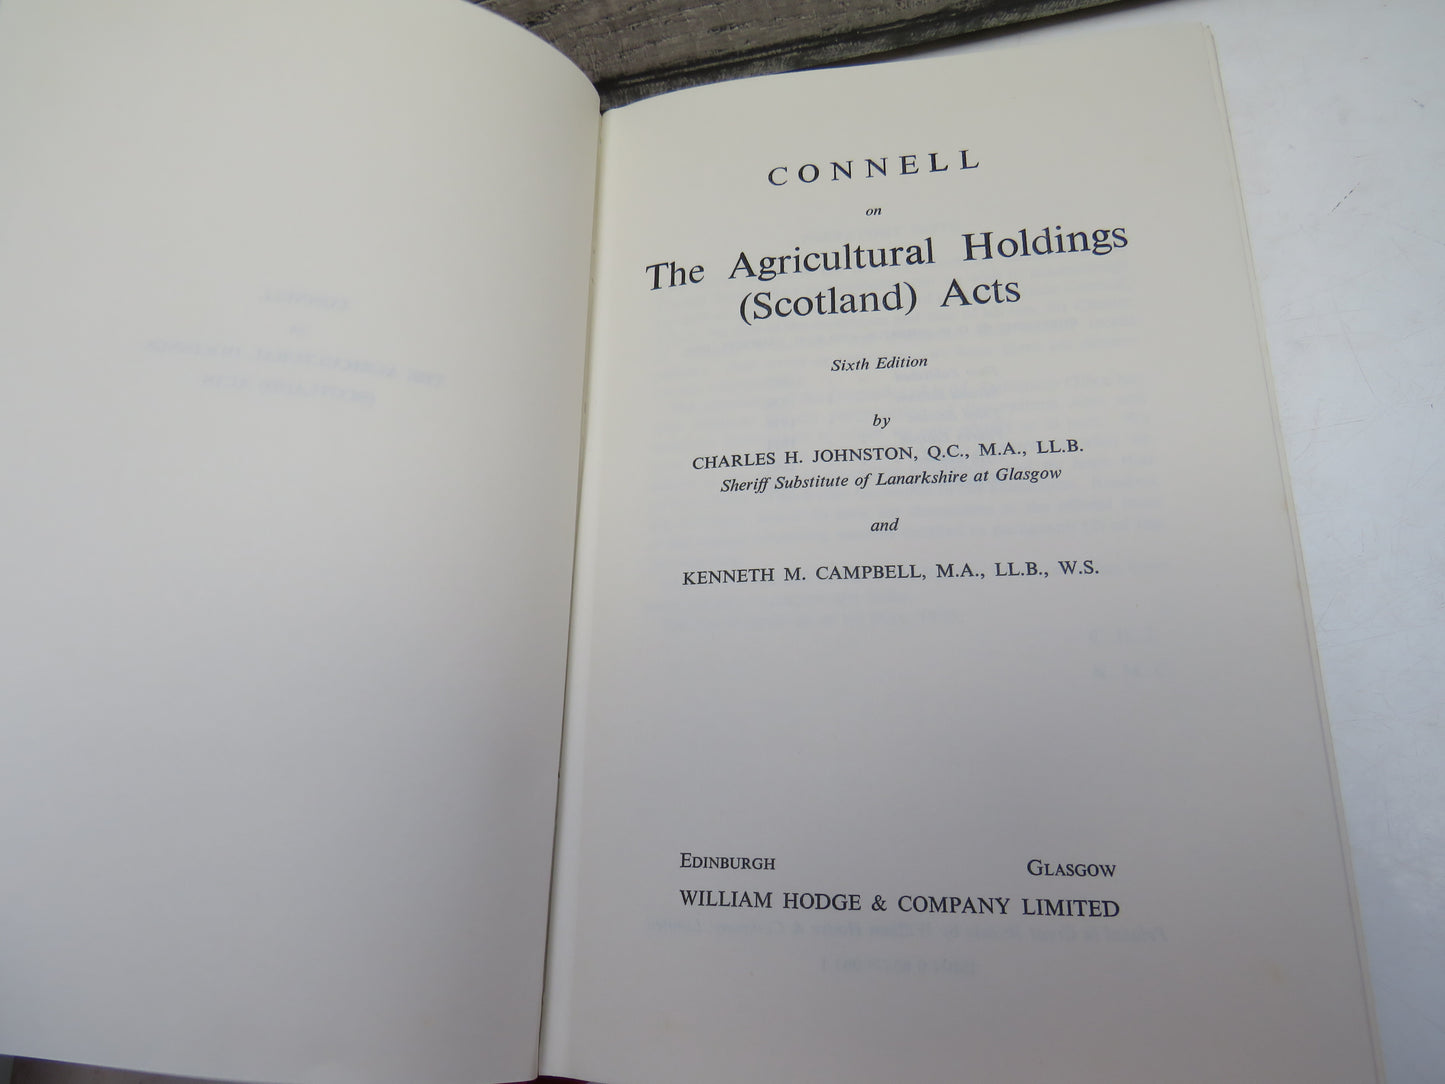 CONNELL
on
The Agricultural Holdings
(Scotland) Acts
Sixth Edition
by
CHARLES H. JOHNSTON, Q.C., M.A., LL.B.
Sheriff Substitute of Lanarkshire at Glasgow
and
KENNETH M. CAMPBELL, M.A., LL.B., W.S.
EDINBURGH GLASGOW
WILLIAM HODGE & COMPANY LIMITED